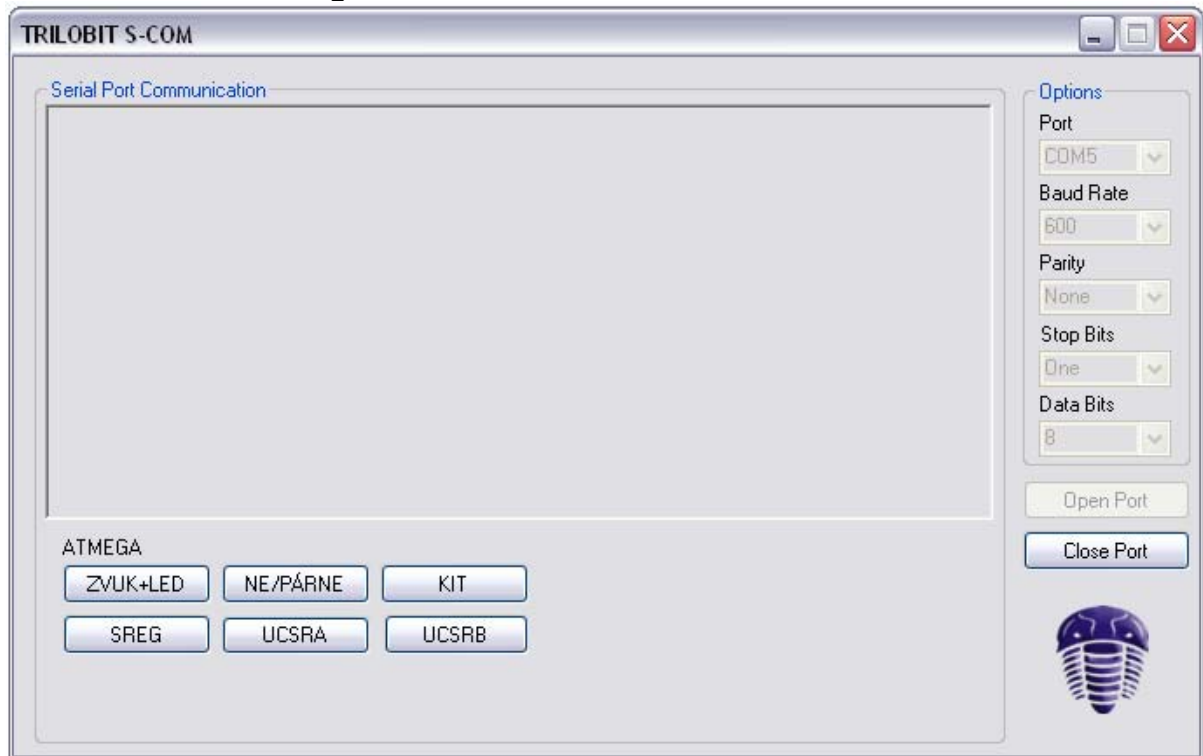 TRILOBIT S-COM
Serial Port Communication
Options
Port
COM5
Baud Rate
600
Parity
None
Stop Bits
One
Data Bits
8
Open Port
Close Port
ATMEGA
ZVUK+LED NE/PÁRNE KIT
SREG UCSRA UCSRB